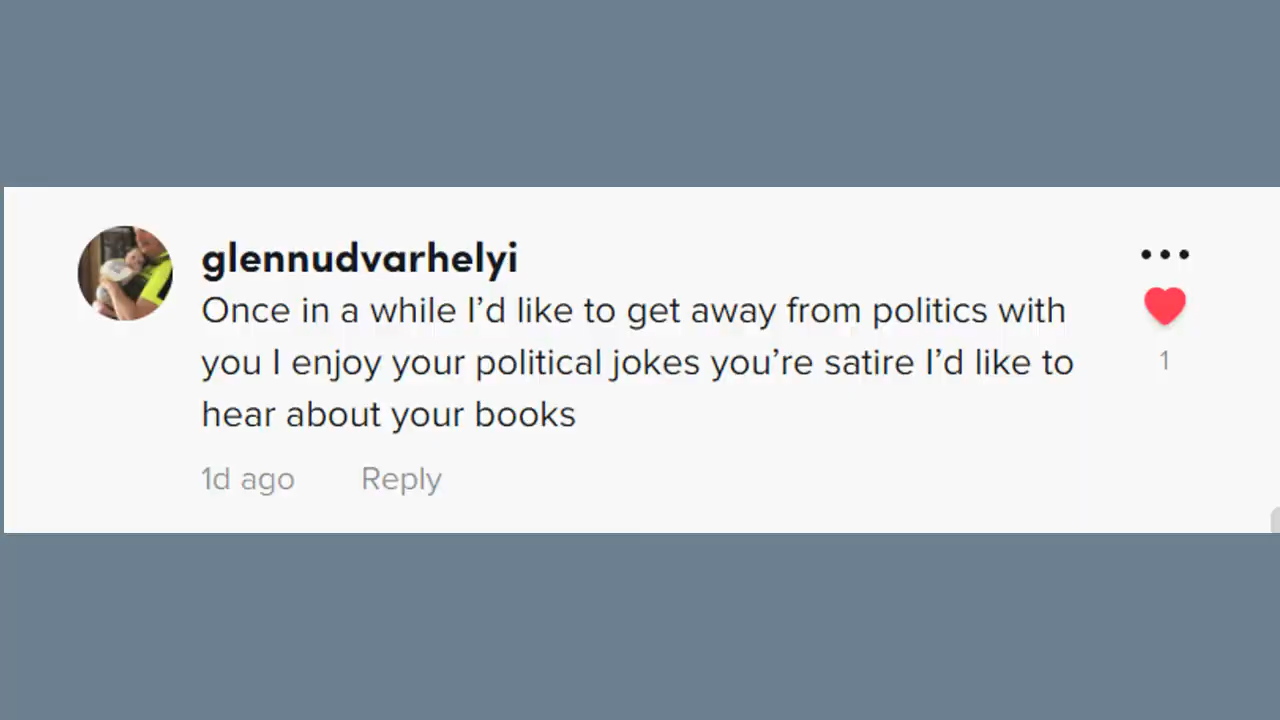 glennudvarhelyi
Once in a while I’d like to get away from politics with
you I enjoy your political jokes you’re satire I’d like to
hear about your books
1
1d ago Reply